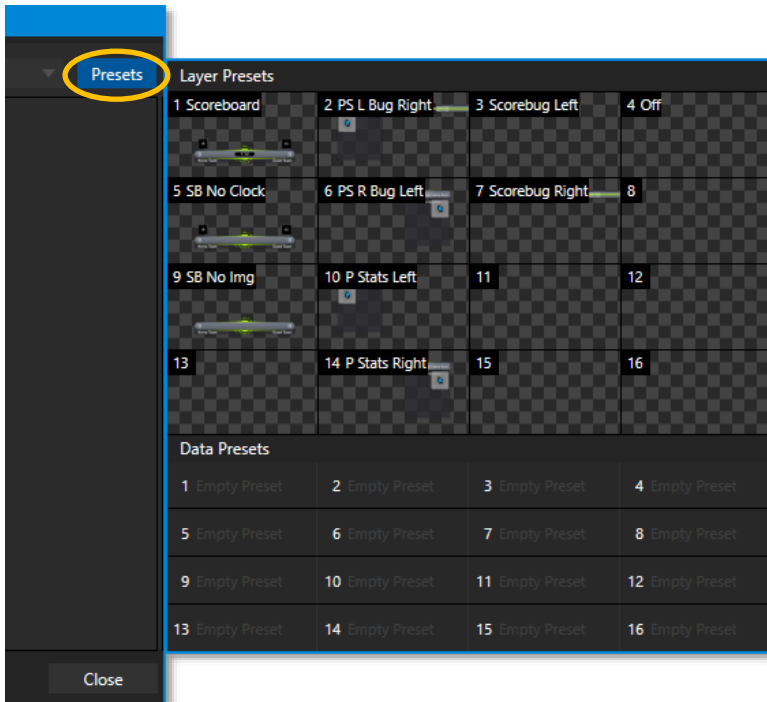 Presets
Layer Presets
1 Scoreboard 2 PS L Bug Right 3 Scorebug Left 4 Off
5 SB No Clock 6 PS R Bug Left 7 Scorebug Right 8
9 SB No Img 10 P Stats Left 11 12
13 14 P Stats Right 15 16
Data Presets
1 Empty Preset 2 Empty Preset 3 Empty Preset 4 Empty Preset
5 Empty Preset 6 Empty Preset 7 Empty Preset 8 Empty Preset
9 Empty Preset 10 Empty Preset 11 Empty Preset 12 Empty Preset
13 Empty Preset 14 Empty Preset 15 Empty Preset 16 Empty Preset
Close